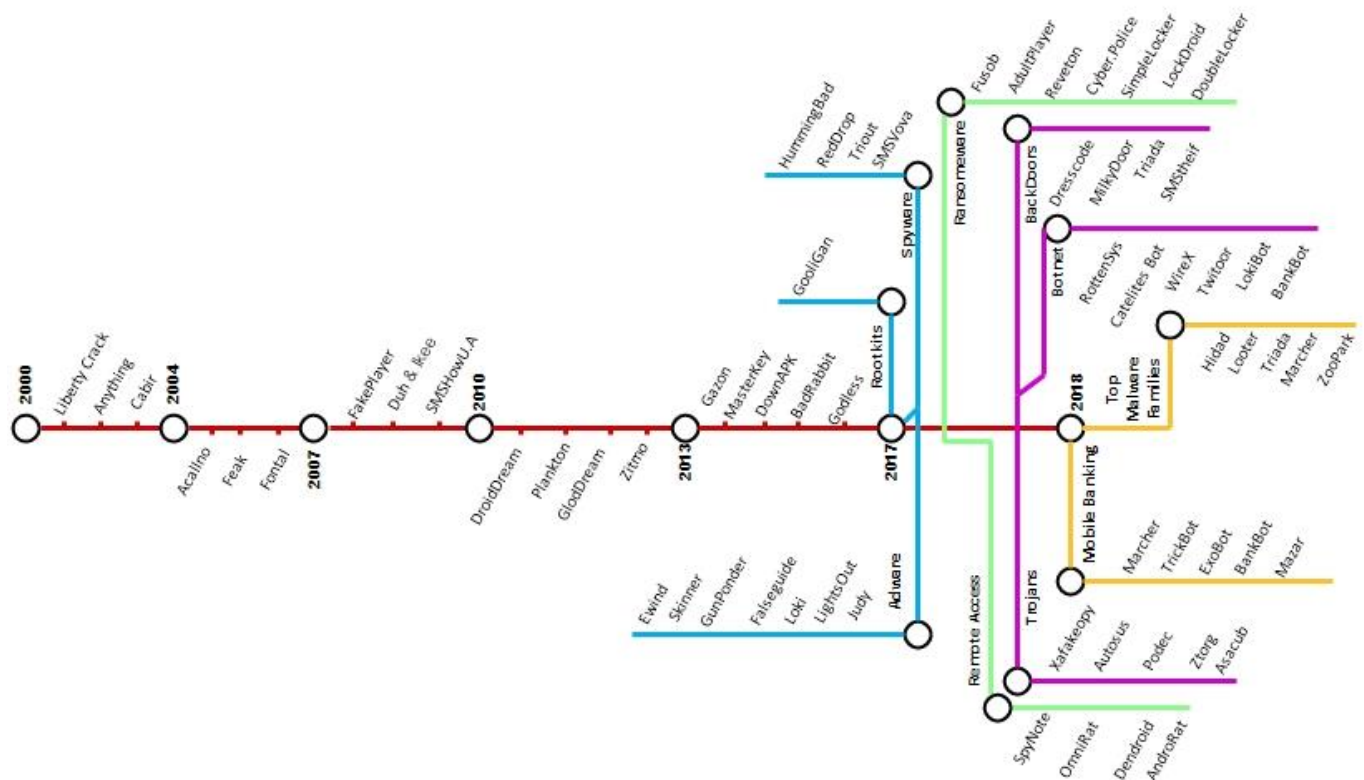 2000
Liberty Crack
Anything
Cabir
2004
Acallno
Feak
Fontal
2007
FakePlayer
Duh & Ikee
SMSHowU.A
2010
DroidDream
Plankton
GlodDream
Zitmo
2013
Gazon
MasterKey
DownAPK
BadRabbit
Godless
2017
Rootkits
GooliGan
Spyware
HummingBad
RedDrop
Triout
SMSVova
Adware
Ewind
Skinner
GunPonder
Falseguide
Loki
LightsOut
Judy
Ransomeware
Fusob
AdultPlayer
Reveton
Cyber.Police
SimpleLocker
LockDroid
DoubleLocker
Remote Access
SpyNote
OmniRat
Dendroid
AndroRat
BackDoors
Dresscode
MilkyDoor
Triada
SMStheif
Botnet
RottenSys
Catelites Bot
WireX
Twitoor
LokiBot
BankBot
Trojans
Xafakeopy
Autosus
Podec
Ztorg
Asacub
2018
Top
Malware
Families
Hidad
Looter
Triada
Marcher
ZooPark
Mobile Banking
Marcher
TrickBot
ExoBot
BankBot
Mazar